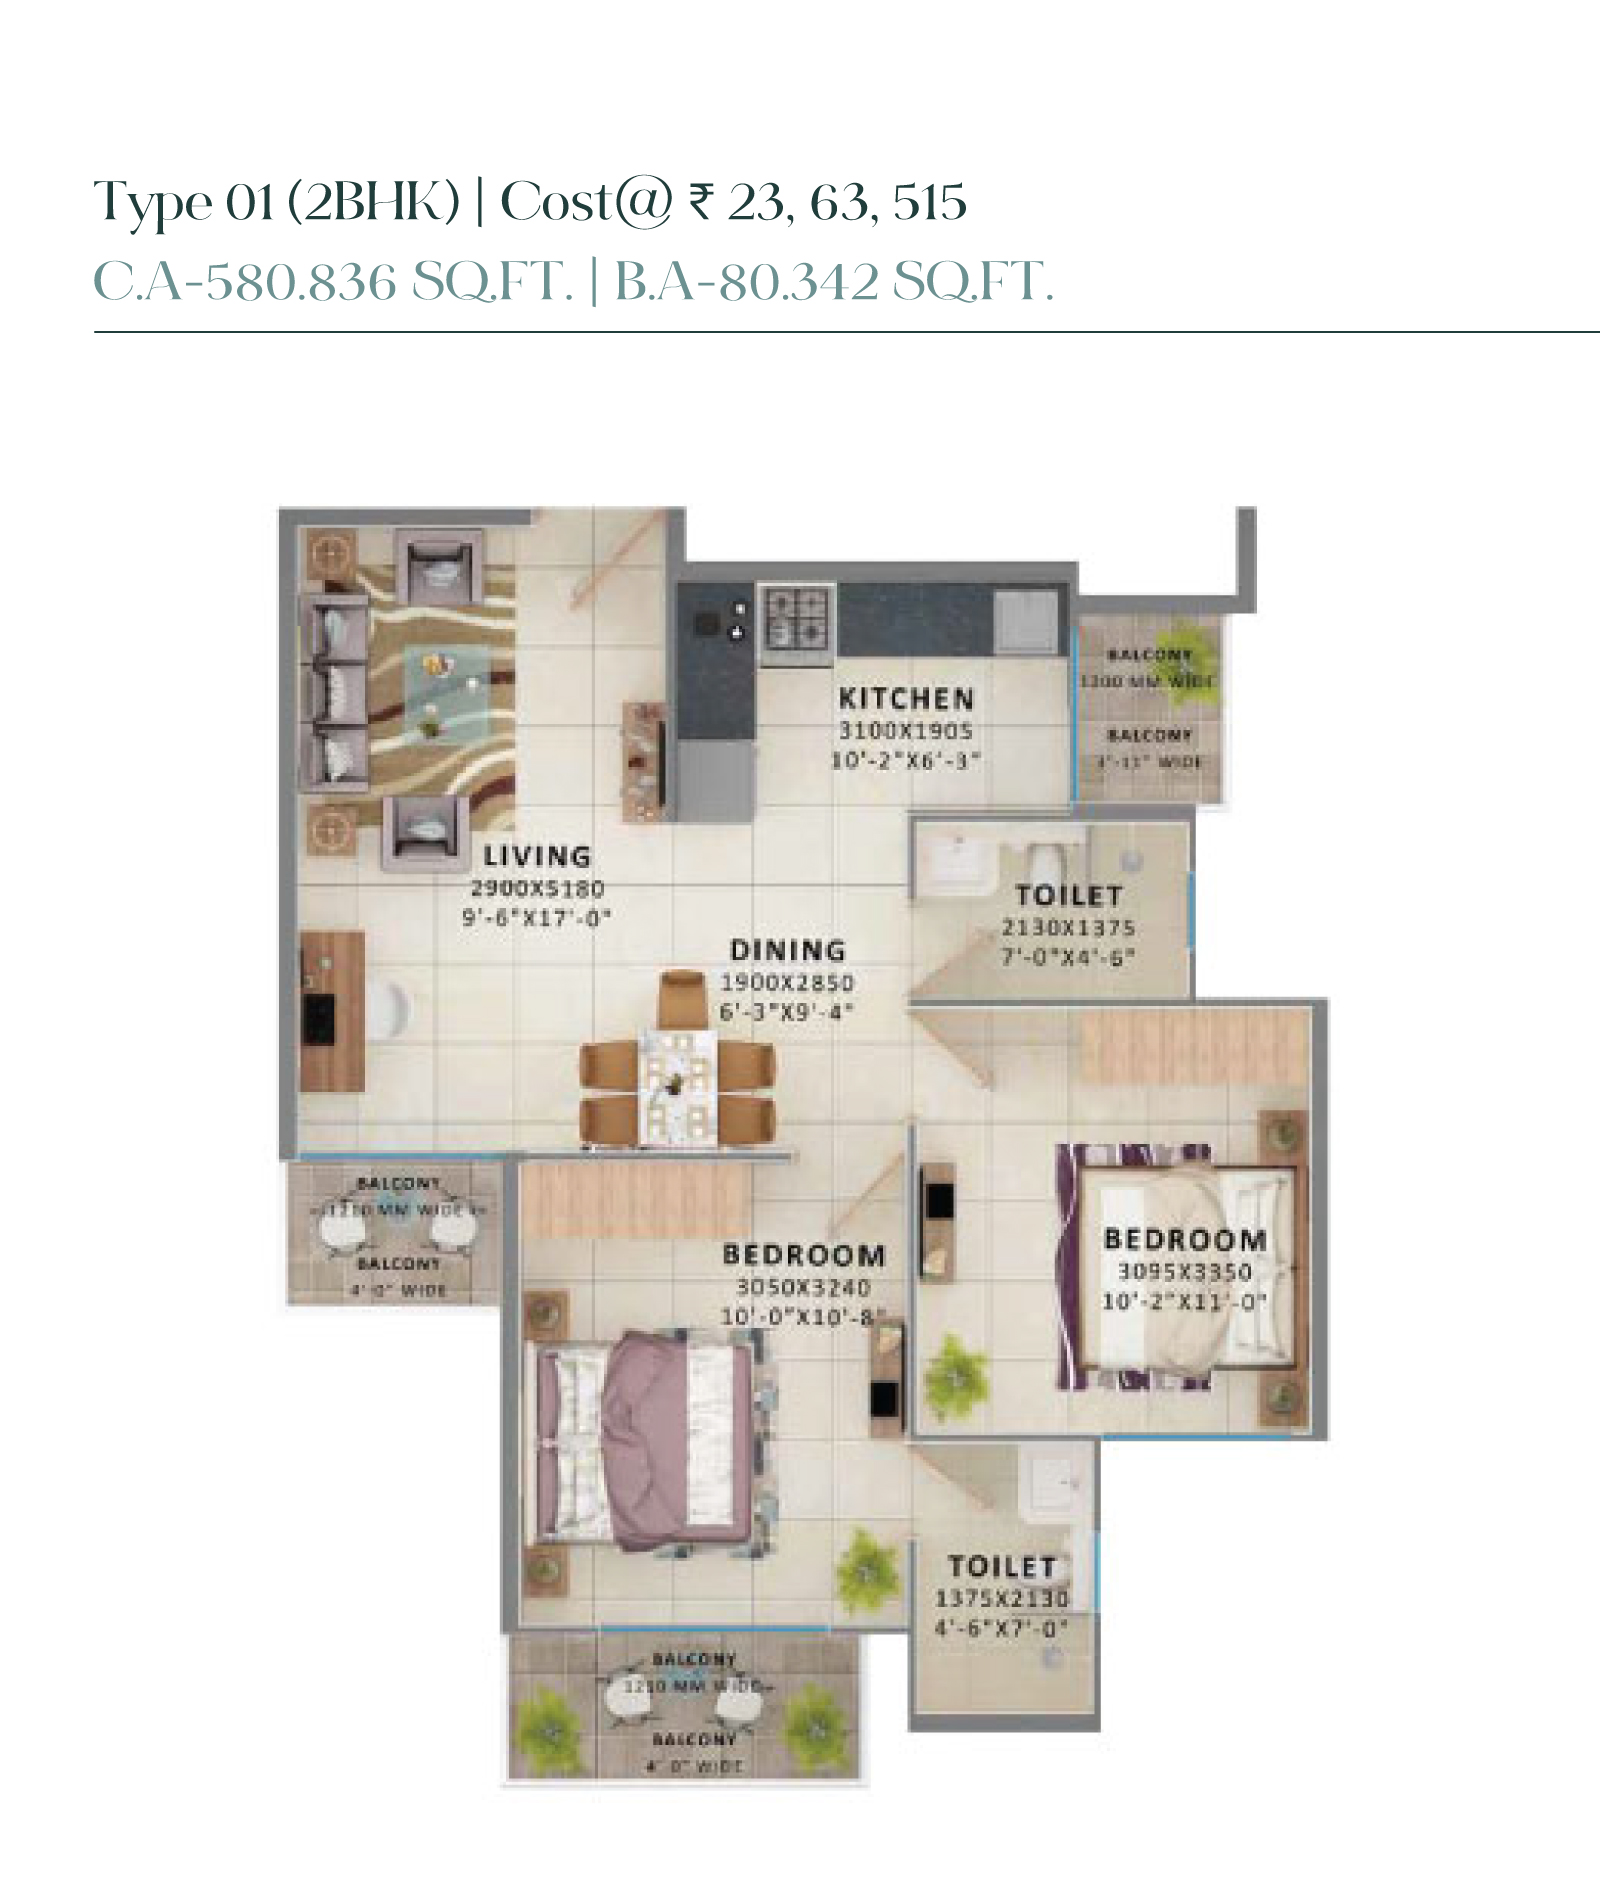 Type 01 (2BHK) | Cost@ ₹ 23, 63, 515
C.A-580.836 SQ.FT. | B.A-80.342 SQ.FT.
BALCONY
1200 MM WIDE
BALCONY
3'-11" WIDE
KITCHEN
3100X1905
10'-2"X6'-3"
LIVING
2900X5180
9'-6"X17'-0"
TOILET
2130X1375
7'-0"X4'-6"
DINING
1900X2850
6'-3"X9'-4"
BALCONY
1210 MM WIDE
BALCONY
4'-0" WIDE
BEDROOM
3050X3240
10'-0"X10'-8"
BEDROOM
3095X3350
10'-2"X11'-0"
TOILET
1375X2130
4'-6"X7'-0"
BALCONY
1210 MM WIDE
BALCONY
4'-0" WIDE